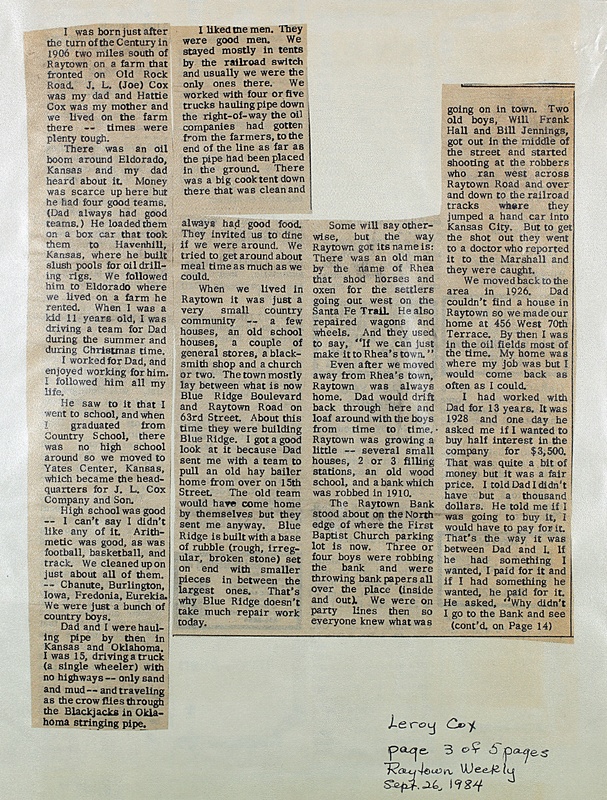 I was born just after
the turn of the Century in
1906 two miles south of
Raytown on a farm that
fronted on Old Rock
Road. J. L. (Joe) Cox
was my dad and Hattie
Cox was my mother and
we lived on the farm
there -- times were
plenty tough.
There was an oil
boom around Eldorado,
Kansas and my dad
heard about it. Money
was scarce up here but
he had four good teams.
(Dad always had good
teams.) He loaded them
on a box car that took
them to Havenhill,
Kansas, where he built
slush pools for oil drill-
ing rigs. We followed
him to Eldorado where
we lived on a farm he
rented. When I was a
kid 11 years old, I was
driving a team for Dad
during the summer and
during Christmas time.
I worked for Dad, and
enjoyed working for him.
I followed him all my
life.
He saw to it that I
went to school, and when
I graduated from
Country School, there
was no high school
around so we moved to
Yates Center, Kansas,
which became the head-
quarters for J. L. Cox
Company and Son.
High school was good
-- I can't say I didn't
like any of it. Arith-
metic was good, as was
football, basketball, and
track. We cleaned up on
just about all of them.
-- Chanute, Burlington,
Iowa, Fredonia, Eurekia.
We were just a bunch of
country boys.
Dad and I were haul-
ing pipe by then in
Kansas and Oklahoma.
I was 15, driving a truck
(a single wheeler) with
no highways -- only sand
and mud -- and traveling
as the crow flies through
the Blackjacks in Okla-
homa stringing pipe.
I liked the men. They
were good men. We
stayed mostly in tents
by the railroad switch
and usually we were the
only ones there. We
worked with four or five
trucks hauling pipe down
the right-of-way the oil
companies had gotten
from the farmers, to the
end of the line as far as
the pipe had been placed
in the ground. There
was a big cook tent down
there that was clean and
always had good food.
They invited us to dine
if we were around. We
tried to get around about
meal time as much as we
could.
When we lived in
Raytown it was just a
very small country
community -- a few
houses, an old school
houses, a couple of
general stores, a black-
smith shop and a church
or two. The town mostly
lay between what is now
Blue Ridge Boulevard
and Raytown Road on
63rd Street. About this
time they were building
Blue Ridge. I got a good
look at it because Dad
sent me with a team to
pull an old hay bailer
home from over on 15th
Street. The old team
would have come home
by themselves but they
sent me anyway. Blue
Ridge is built with a base
of rubble (rough, irreg-
ular, broken stone) set
on end with smaller
pieces in between the
largest ones. That's
why Blue Ridge doesn't
take much repair work
today.
Some will say other-
wise, but the way
Raytown got its name is:
There was an old man
by the name of Rhea
that shod horses and
oxen for the settlers
going out west on the
Santa Fe Trail. He also
repaired wagons and
wheels. And they used
to say, "If we can just
make it to Rhea's town."
Even after we moved
away from Rhea's town,
Raytown was always
home. Dad would drift
back through here and
loaf around with the boys
from time to time.
Raytown was growing a
little -- several small
houses, 2 or 3 filling
stations, an old wood
school, and a bank which
was robbed in 1910.
The Raytown Bank
stood about on the North
edge of where the First
Baptist Church parking
lot is now. Three or
four boys were robbing
the bank and were
throwing bank papers all
over the place (inside
and out). We were on
party lines then so
everyone knew what was
going on in town. Two
old boys, Will Frank
Hall and Bill Jennings,
got out in the middle of
the street and started
shooting at the robbers
who ran west across
Raytown Road and over
and down to the railroad
tracks where they
jumped a hand car into
Kansas City. But to get
the shot out they went
to a doctor who reported
it to the Marshall and
they were caught.
We moved back to the
area in 1926. Dad
couldn't find a house in
Raytown so we made our
home at 456 West 70th
Terrace. By then I was
in the oil fields most of
the time. My home was
where my job was but I
would come back as
often as I could.
I had worked with
Dad for 13 years. It was
1928 and one day he
asked me if I wanted to
buy half interest in the
company for $3,500.
That was quite a bit of
money but it was a fair
price. I told Dad I didn't
have but a thousand
dollars. He told me if I
was going to buy it, I
would have to pay for it.
That's the way it was
between Dad and I. If
he had something I
wanted, I paid for it and
if I had something he
wanted, he paid for it.
He asked, "Why didn't
I go to the Bank and see
(cont'd. on Page 14)
Leroy Cox
page 3 of 5 pages
Raytown Weekly
Sept. 26, 1984